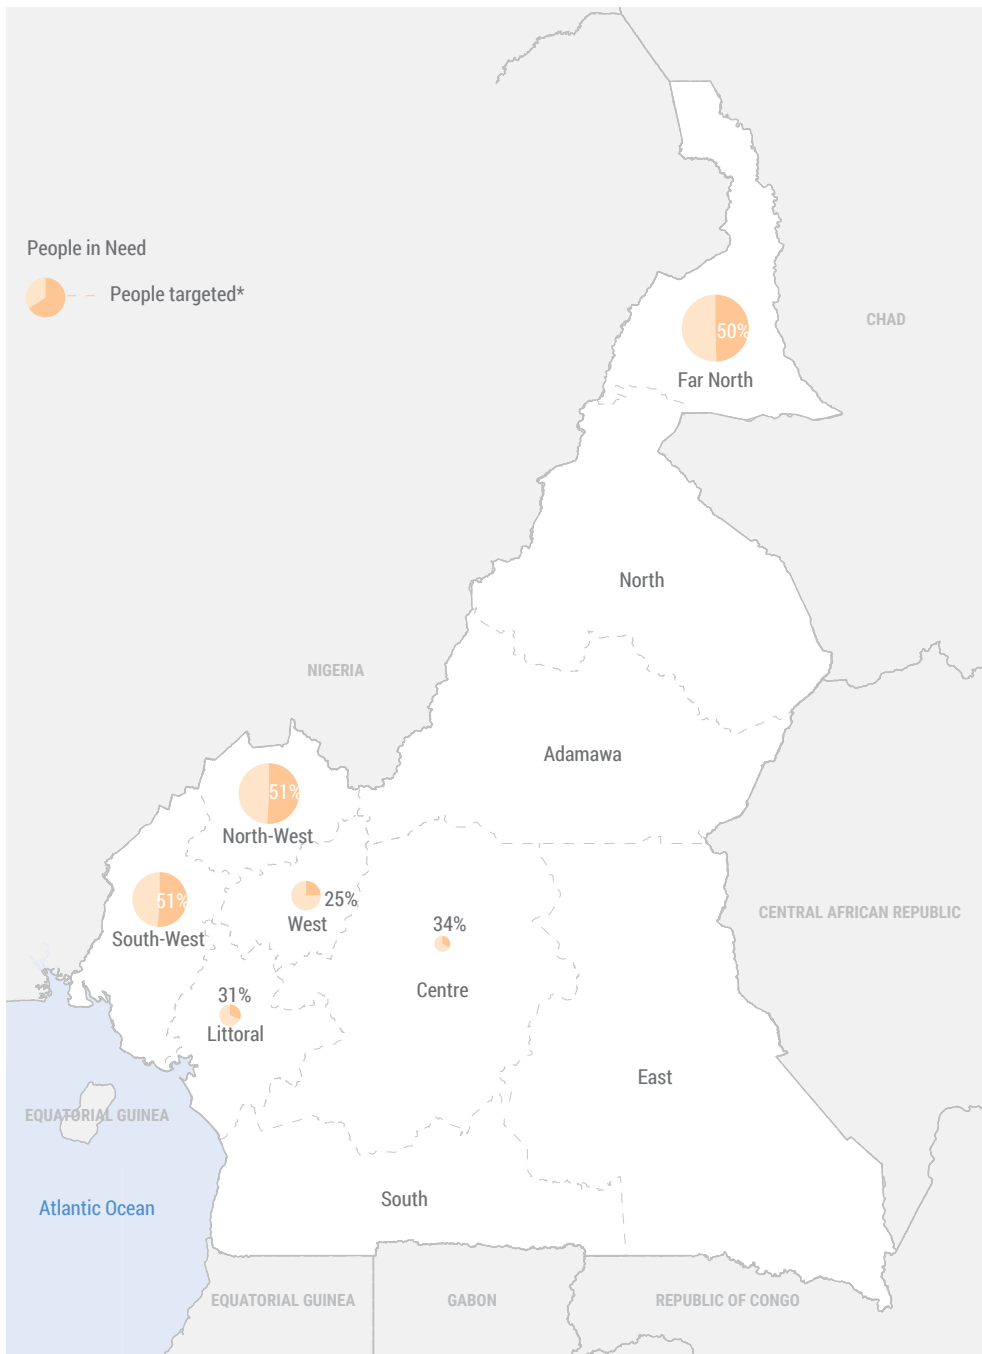 People in Need
People targeted*
CHAD
50%
Far North
North
NIGERIA
Adamawa
51%
North-West
51%
South-West
25%
West
34%
Centre
CENTRAL AFRICAN REPUBLIC
31%
Littoral
East
EQUATORIAL GUINEA
South
Atlantic Ocean
EQUATORIAL GUINEA
GABON
REPUBLIC OF CONGO